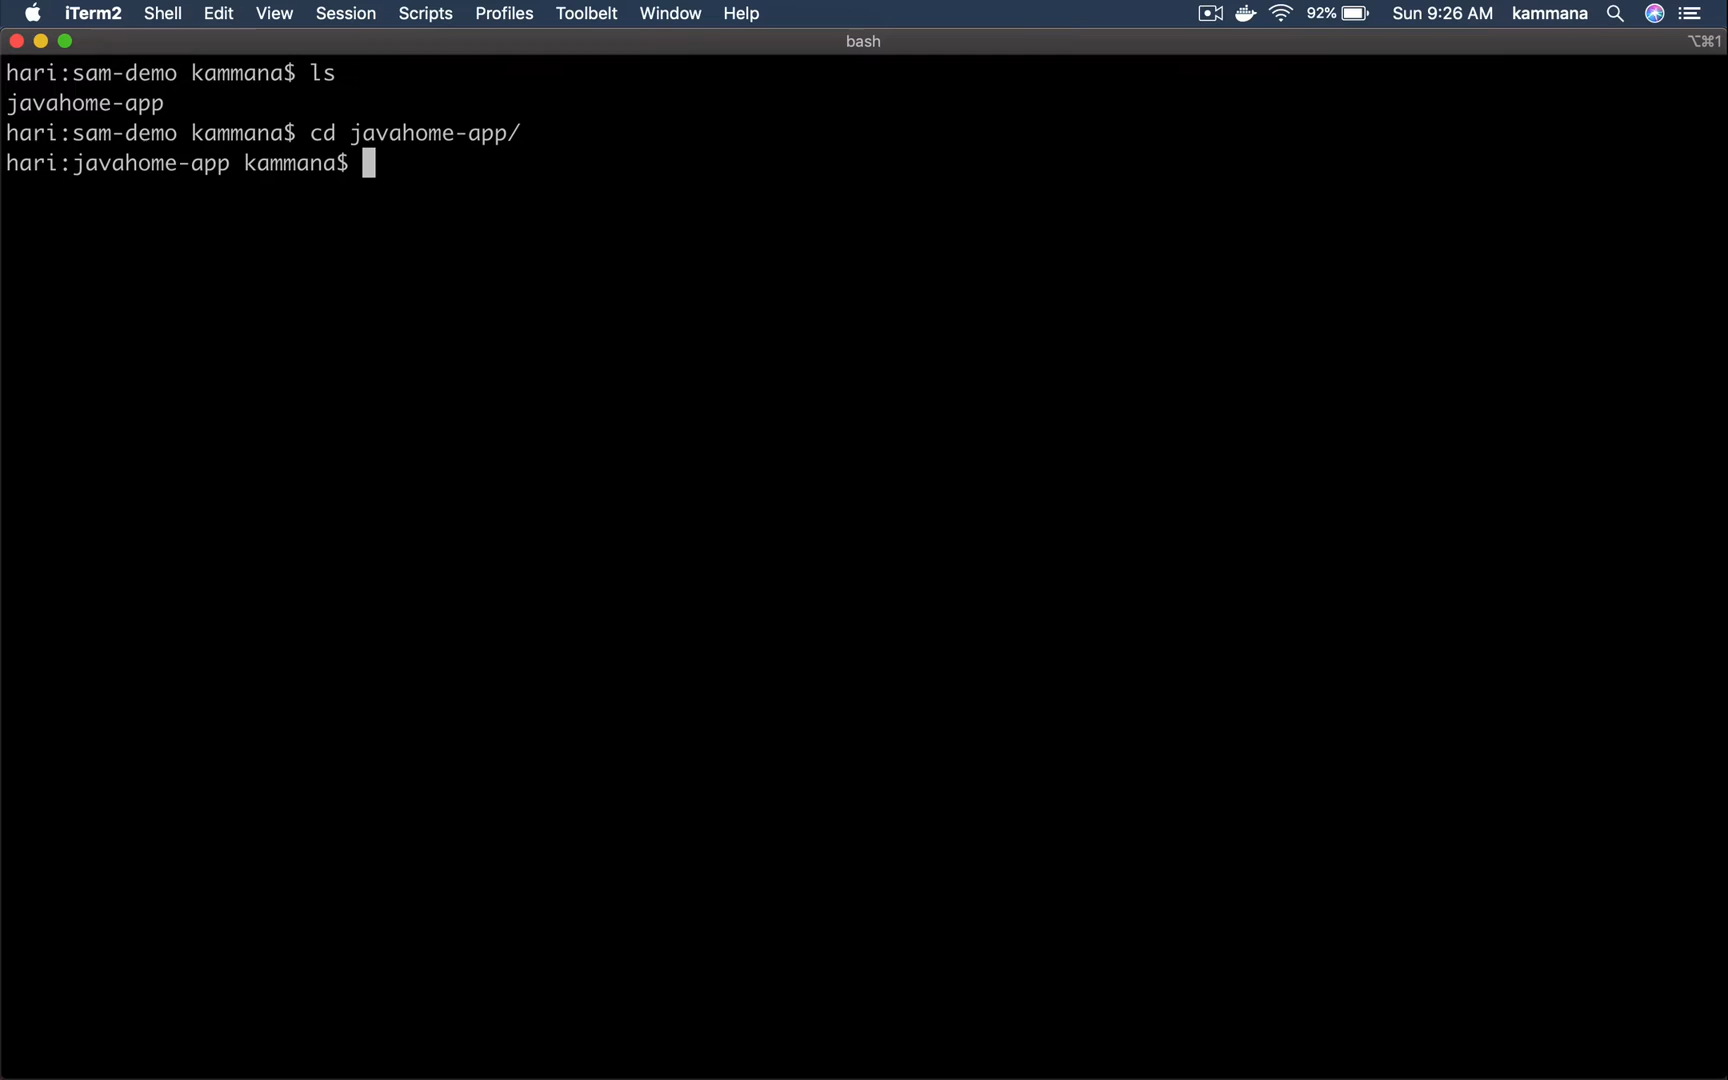 iTerm2 Shell Edit View Session Scripts Profiles Toolbelt Window Help 92% Sun 9:26 AM kammana
bash ⌥⌘1
hari:sam-demo kammana$ ls
javahome-app
hari:sam-demo kammana$ cd javahome-app/
hari:javahome-app kammana$